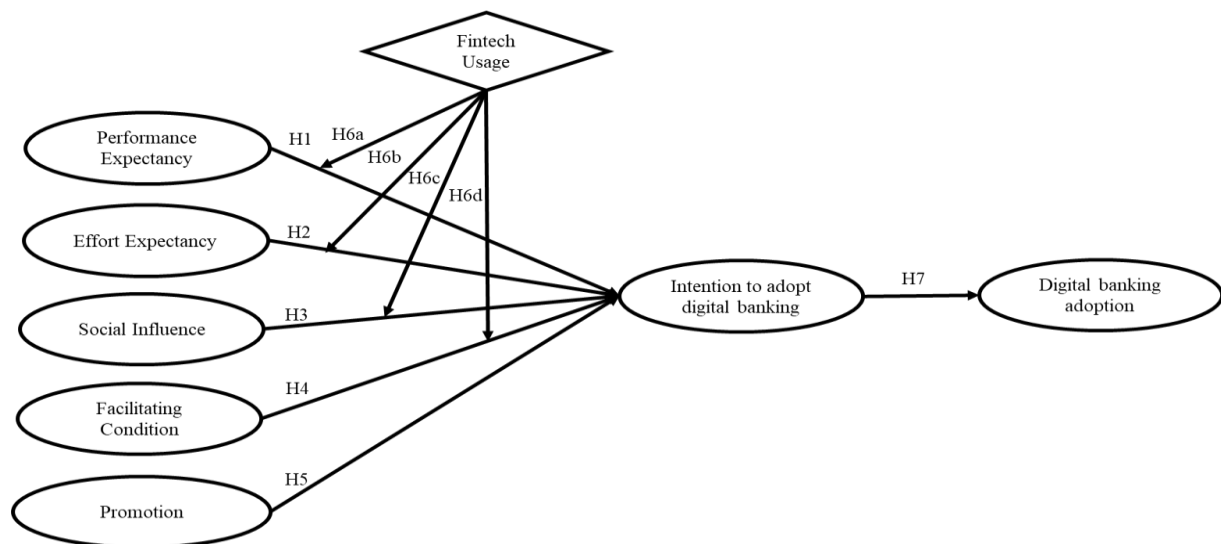 Fintech
Usage
Performance
Expectancy
H1
H6a
H6b
H6c
H6d
Effort Expectancy
H2
Social Influence
H3
Facilitating
Condition
H4
Promotion
H5
Intention to adopt
digital banking
H7
Digital banking
adoption